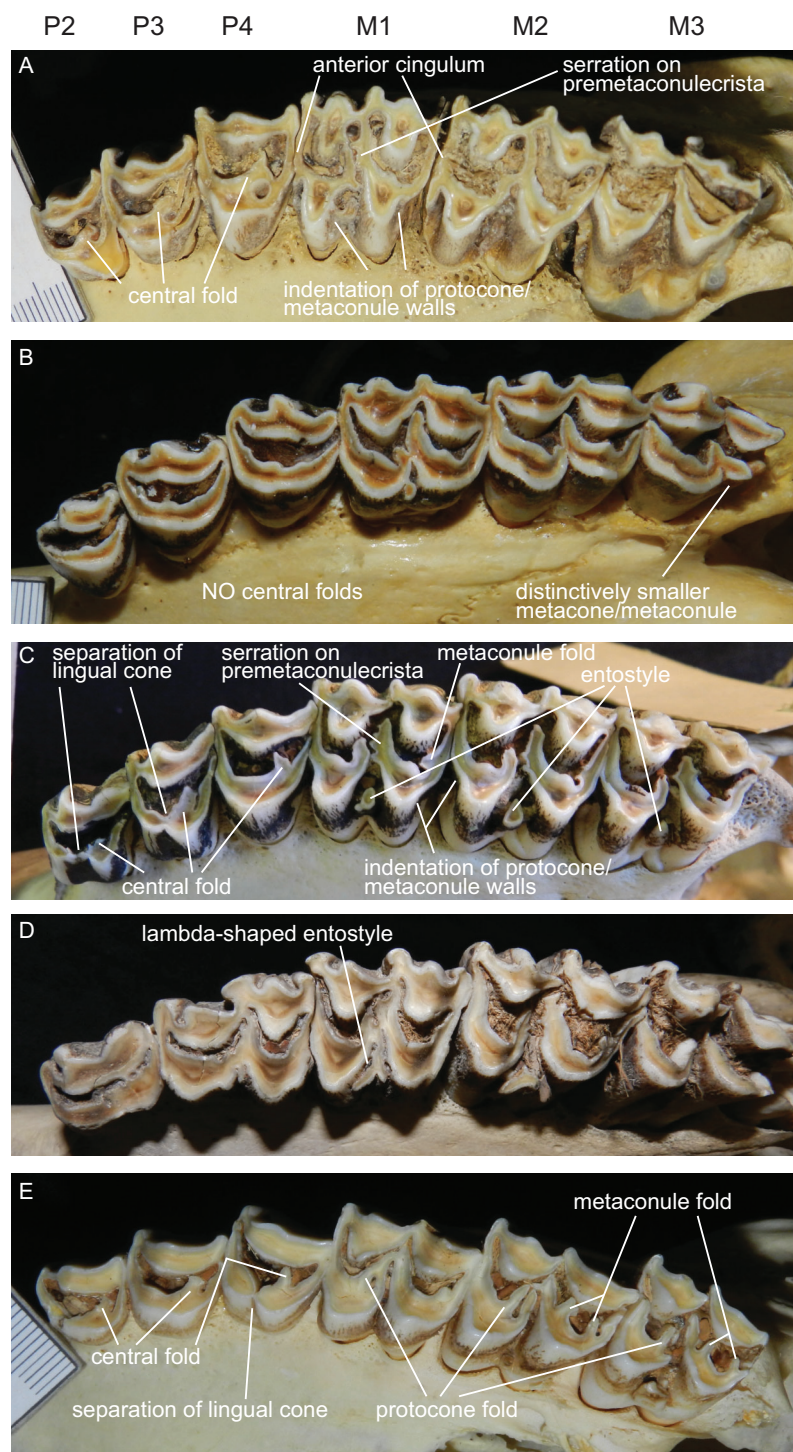 P2 P3 P4 M1 M2 M3
A
anterior cingulum
serration on
premetaconulecrista
central fold
indentation of protocone/
metaconule walls
B
NO central folds
distinctively smaller
metacone/metaconule
C
separation of
lingual cone
serration on
premetaconulecrista
metaconule fold
entostyle
central fold
indentation of protocone/
metaconule walls
D
lambda-shaped entostyle
E
metaconule fold
central fold
separation of lingual cone
protocone fold